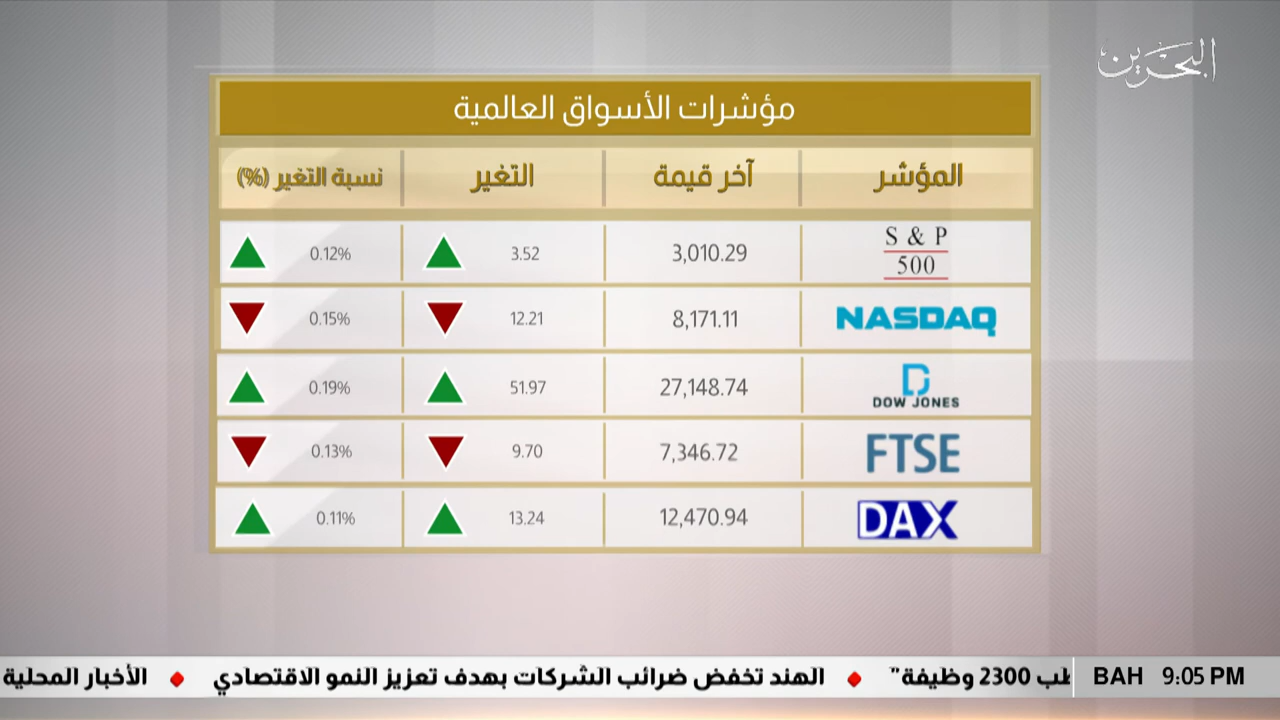 البحرين
مؤشرات الأسواق العالمية
المؤشر آخر قيمة التغير نسبة التغير (%)
S & P 500 3,010.29 3.52 0.12%
NASDAQ 8,171.11 12.21 0.15%
DOW JONES 27,148.74 51.97 0.19%
FTSE 7,346.72 9.70 0.13%
DAX 12,470.94 13.24 0.11%
2300 وظيفة" الهند تخفض ضرائب الشركات بهدف تعزيز النمو الاقتصادي الأخبار المحلية
BAH 9:05 PM